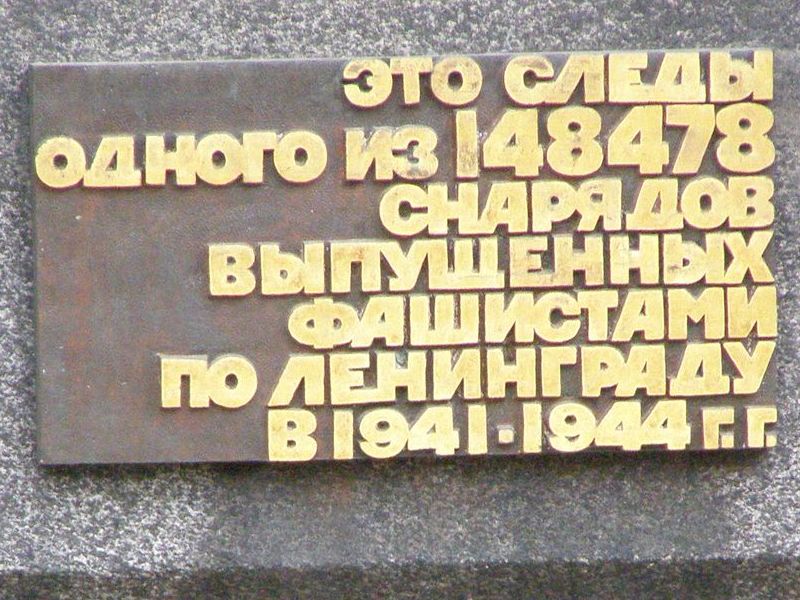 ЭТО СЛЕДЫ
ОДНОГО ИЗ 148478
СНАРЯДОВ
ВЫПУЩЕННЫХ
ФАШИСТАМИ
ПО ЛЕНИНГРАДУ
В 1941·1944 Г.Г.